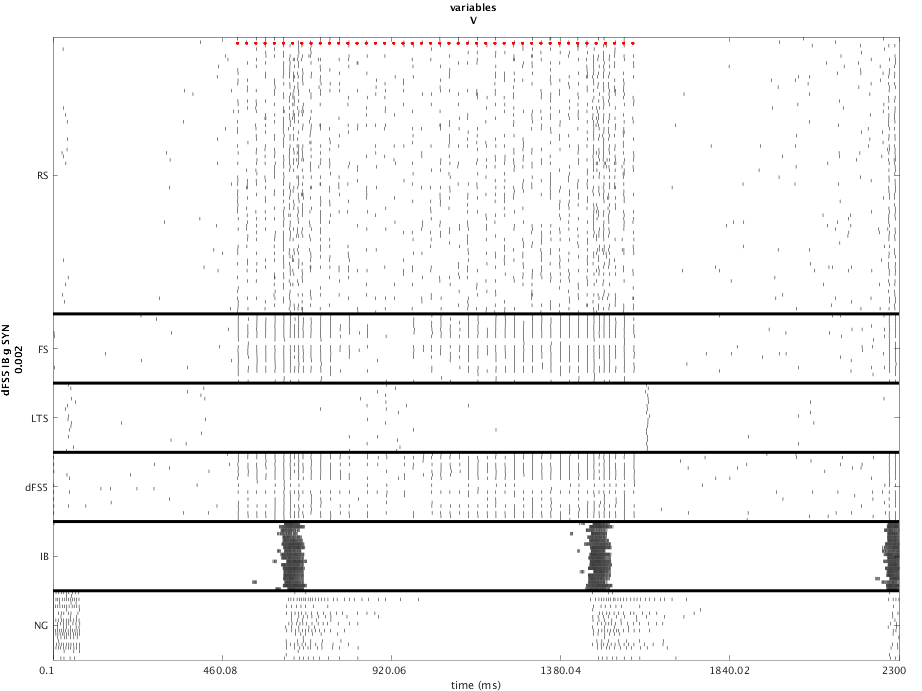 variables
V
dFS5 IB g SYN
0.002
RS
FS
LTS
dFS5
IB
NG
0.1 460.08 920.06 1380.04 1840.02 2300
time (ms)